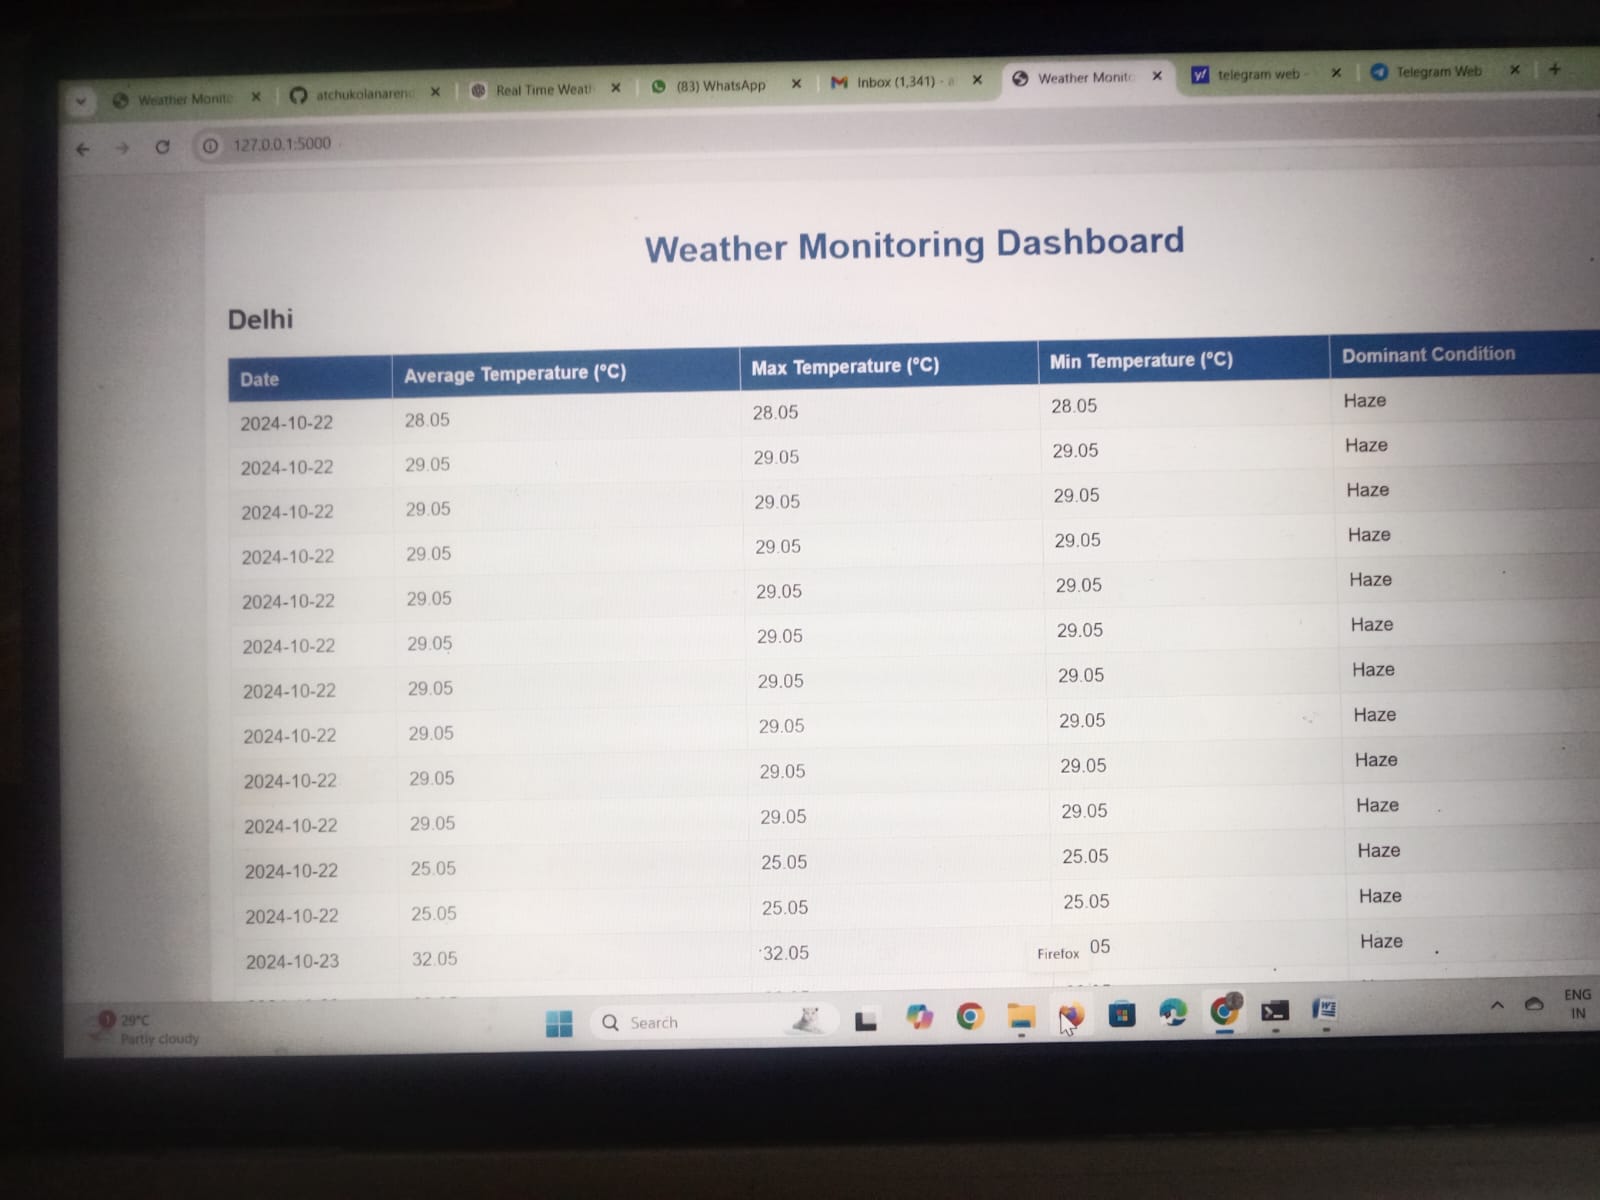 Weather Monito
atchukolanarend
Real Time Weath
(83) WhatsApp
Inbox (1,341) - a
Weather Monito
telegram web -
Telegram Web
127.0.0.1:5000
Weather Monitoring Dashboard
Delhi
Date Average Temperature (°C) Max Temperature (°C) Min Temperature (°C) Dominant Condition
2024-10-22 28.05 28.05 28.05 Haze
2024-10-22 29.05 29.05 29.05 Haze
2024-10-22 29.05 29.05 29.05 Haze
2024-10-22 29.05 29.05 29.05 Haze
2024-10-22 29.05 29.05 29.05 Haze
2024-10-22 29.05 29.05 29.05 Haze
2024-10-22 29.05 29.05 29.05 Haze
2024-10-22 29.05 29.05 29.05 Haze
2024-10-22 29.05 29.05 29.05 Haze
2024-10-22 29.05 29.05 29.05 Haze
2024-10-22 25.05 25.05 25.05 Haze
2024-10-22 25.05 25.05 25.05 Haze
2024-10-23 32.05 32.05 05 Haze
Firefox
29°C
Partly cloudy
Search
ENG
IN